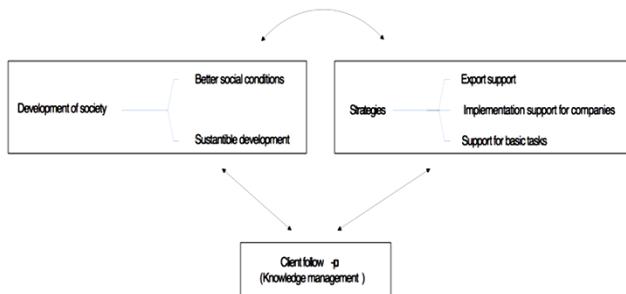 Better social conditions
Development of society
Sustantible development
Export support
Strategies
Implementation support for companies
Support for basic tasks
Client follow -p
(Knowledge management )